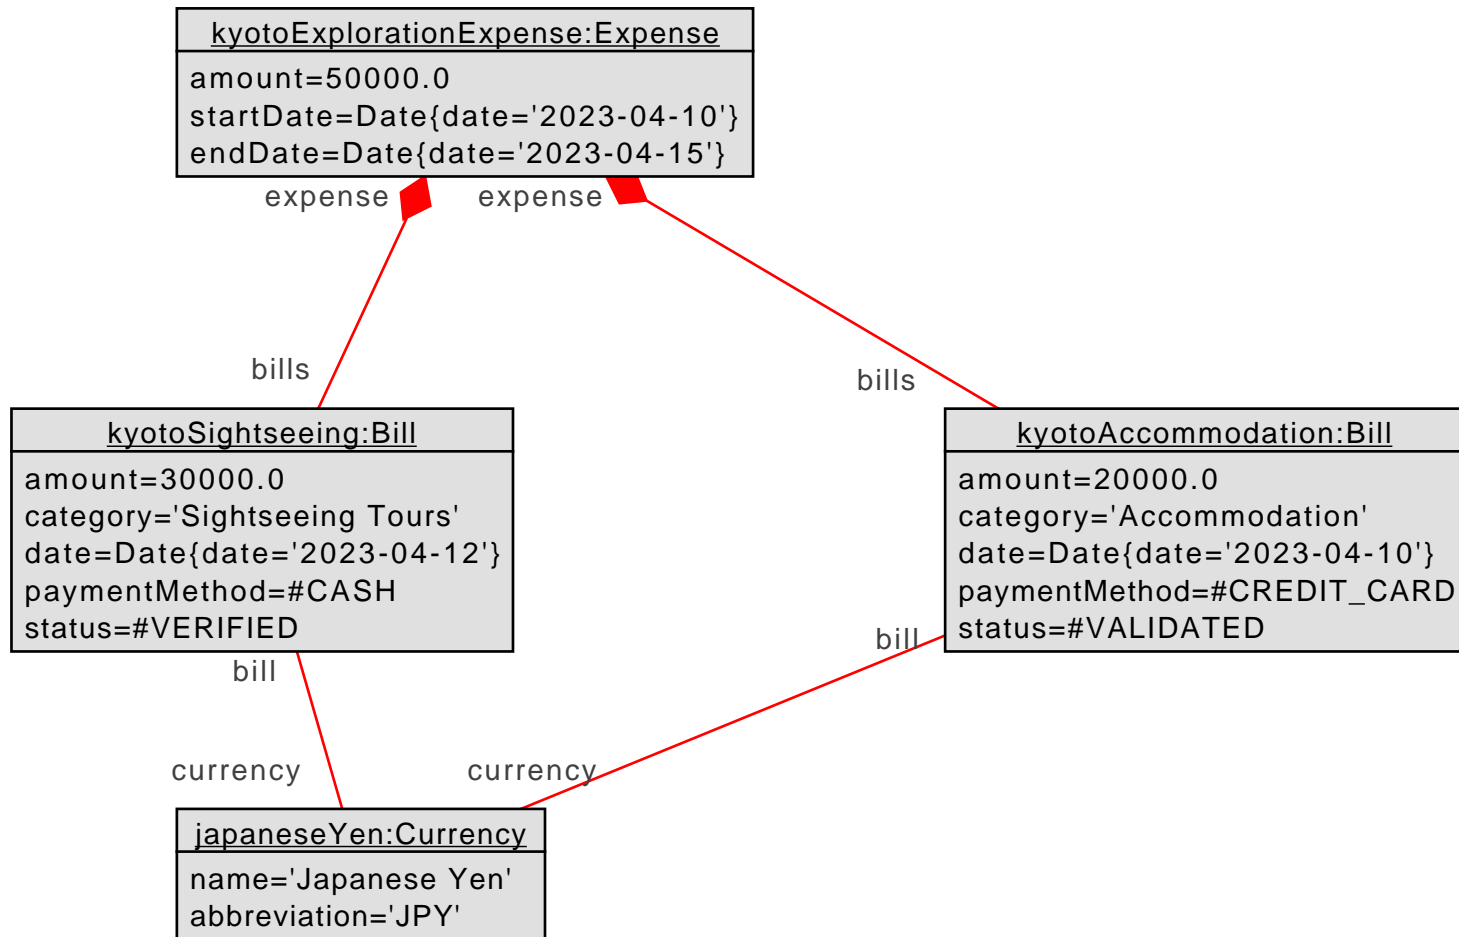 kyotoExplorationExpense:Expense
amount=50000.0
startDate=Date{date='2023-04-10'}
endDate=Date{date='2023-04-15'}
expense
expense
bills
bills
kyotoSightseeing:Bill
amount=30000.0
category='Sightseeing Tours'
date=Date{date='2023-04-12'}
paymentMethod=#CASH
status=#VERIFIED
kyotoAccommodation:Bill
amount=20000.0
category='Accommodation'
date=Date{date='2023-04-10'}
paymentMethod=#CREDIT_CARD
status=#VALIDATED
bill
bill
currency
currency
japaneseYen:Currency
name='Japanese Yen'
abbreviation='JPY'